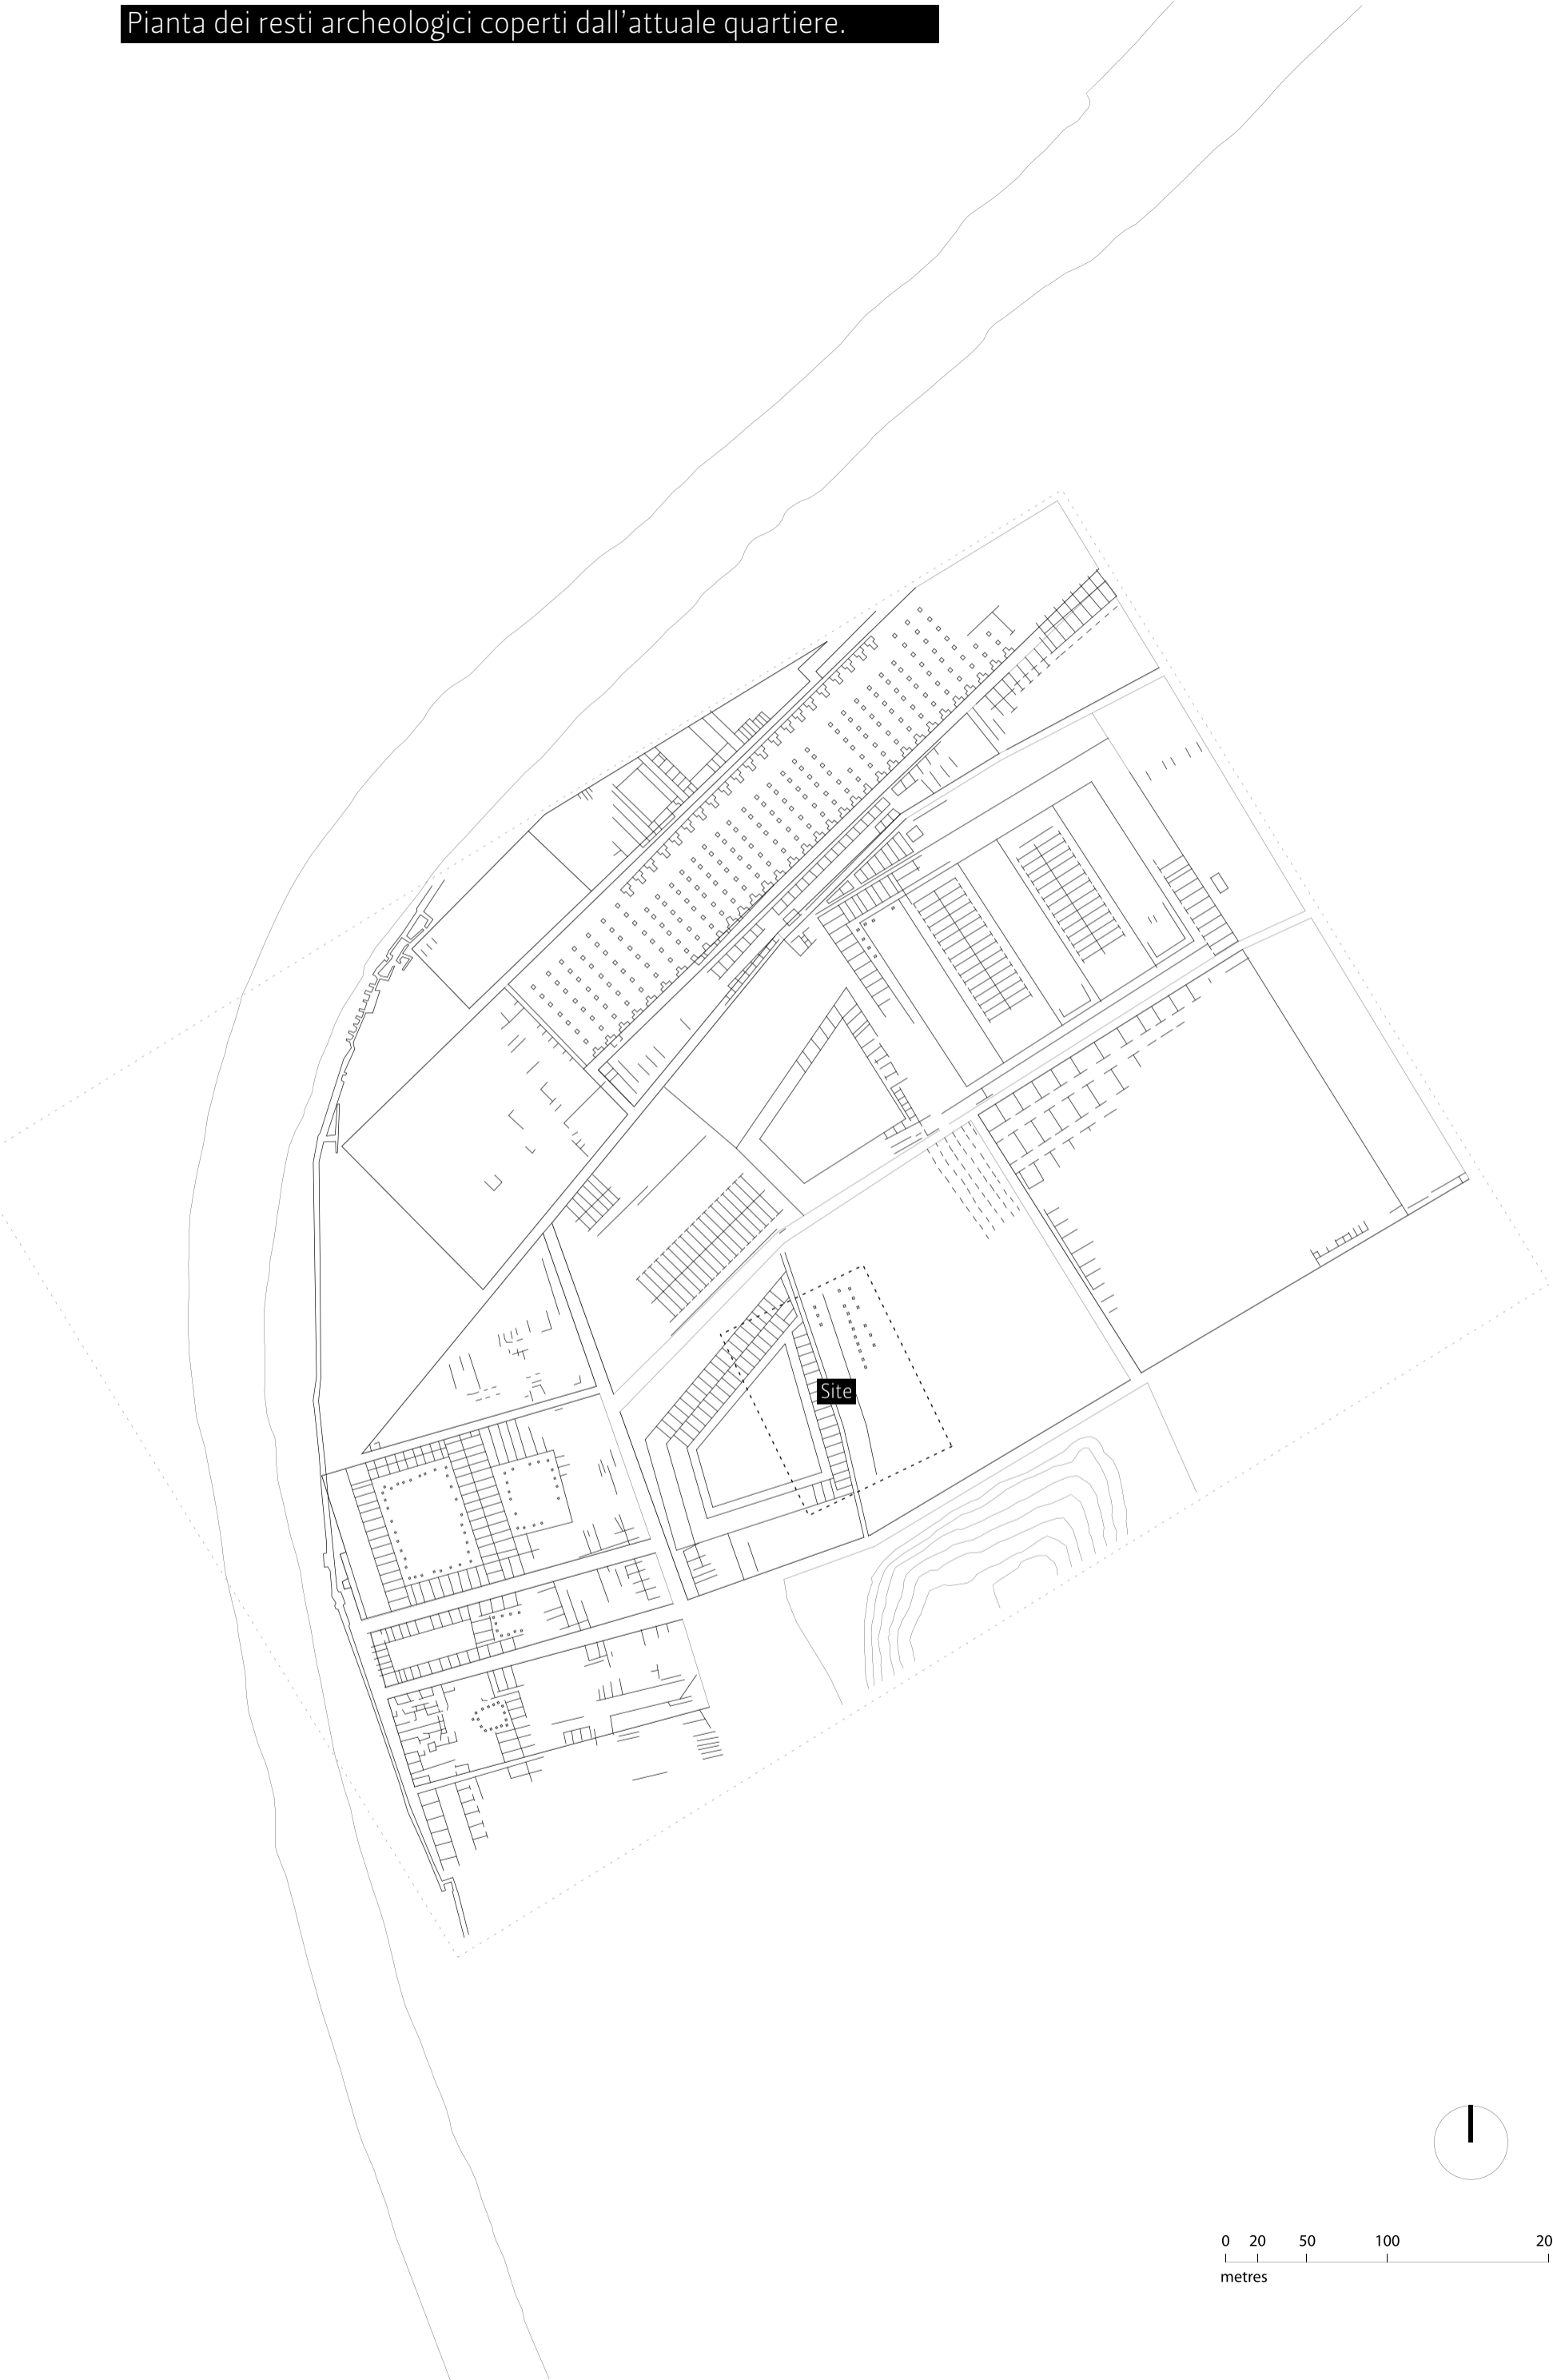 Pianta dei resti archeologici coperti dall'attuale quartiere.
Site
0 20 50 100 20
metres